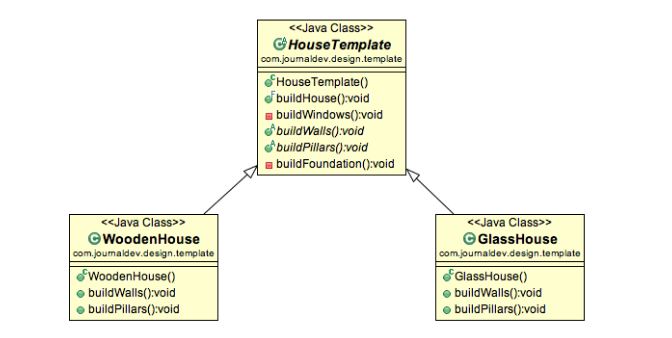 <<Java Class>>
HouseTemplate
com.journaldev.design.template
HouseTemplate()
buildHouse():void
buildWindows():void
buildWalls():void
buildPillars():void
buildFoundation():void
<<Java Class>>
WoodenHouse
com.journaldev.design.template
WoodenHouse()
buildWalls():void
buildPillars():void
<<Java Class>>
GlassHouse
com.journaldev.design.template
GlassHouse()
buildWalls():void
buildPillars():void